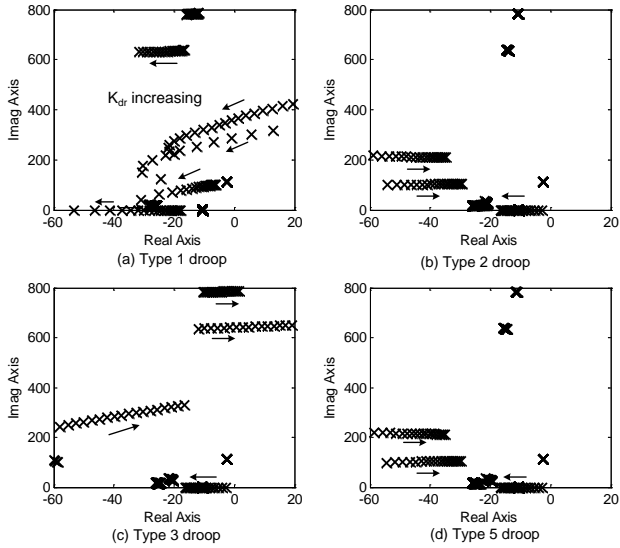 800
600
400
200
0
-60 -40 -20 0 20
Imag Axis
Real Axis
K_dr increasing
(a) Type 1 droop
800
600
400
200
0
-60 -40 -20 0 20
Imag Axis
Real Axis
(b) Type 2 droop
800
600
400
200
0
-60 -40 -20 0 20
Imag Axis
Real Axis
(c) Type 3 droop
800
600
400
200
0
-60 -40 -20 0 20
Imag Axis
Real Axis
(d) Type 5 droop